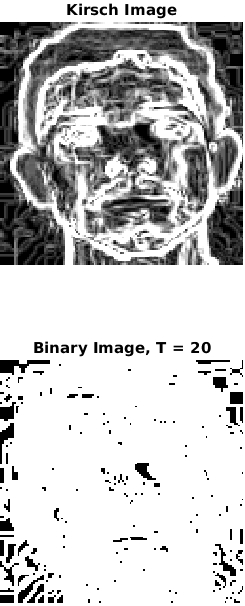 Kirsch Image
Binary Image, T = 20